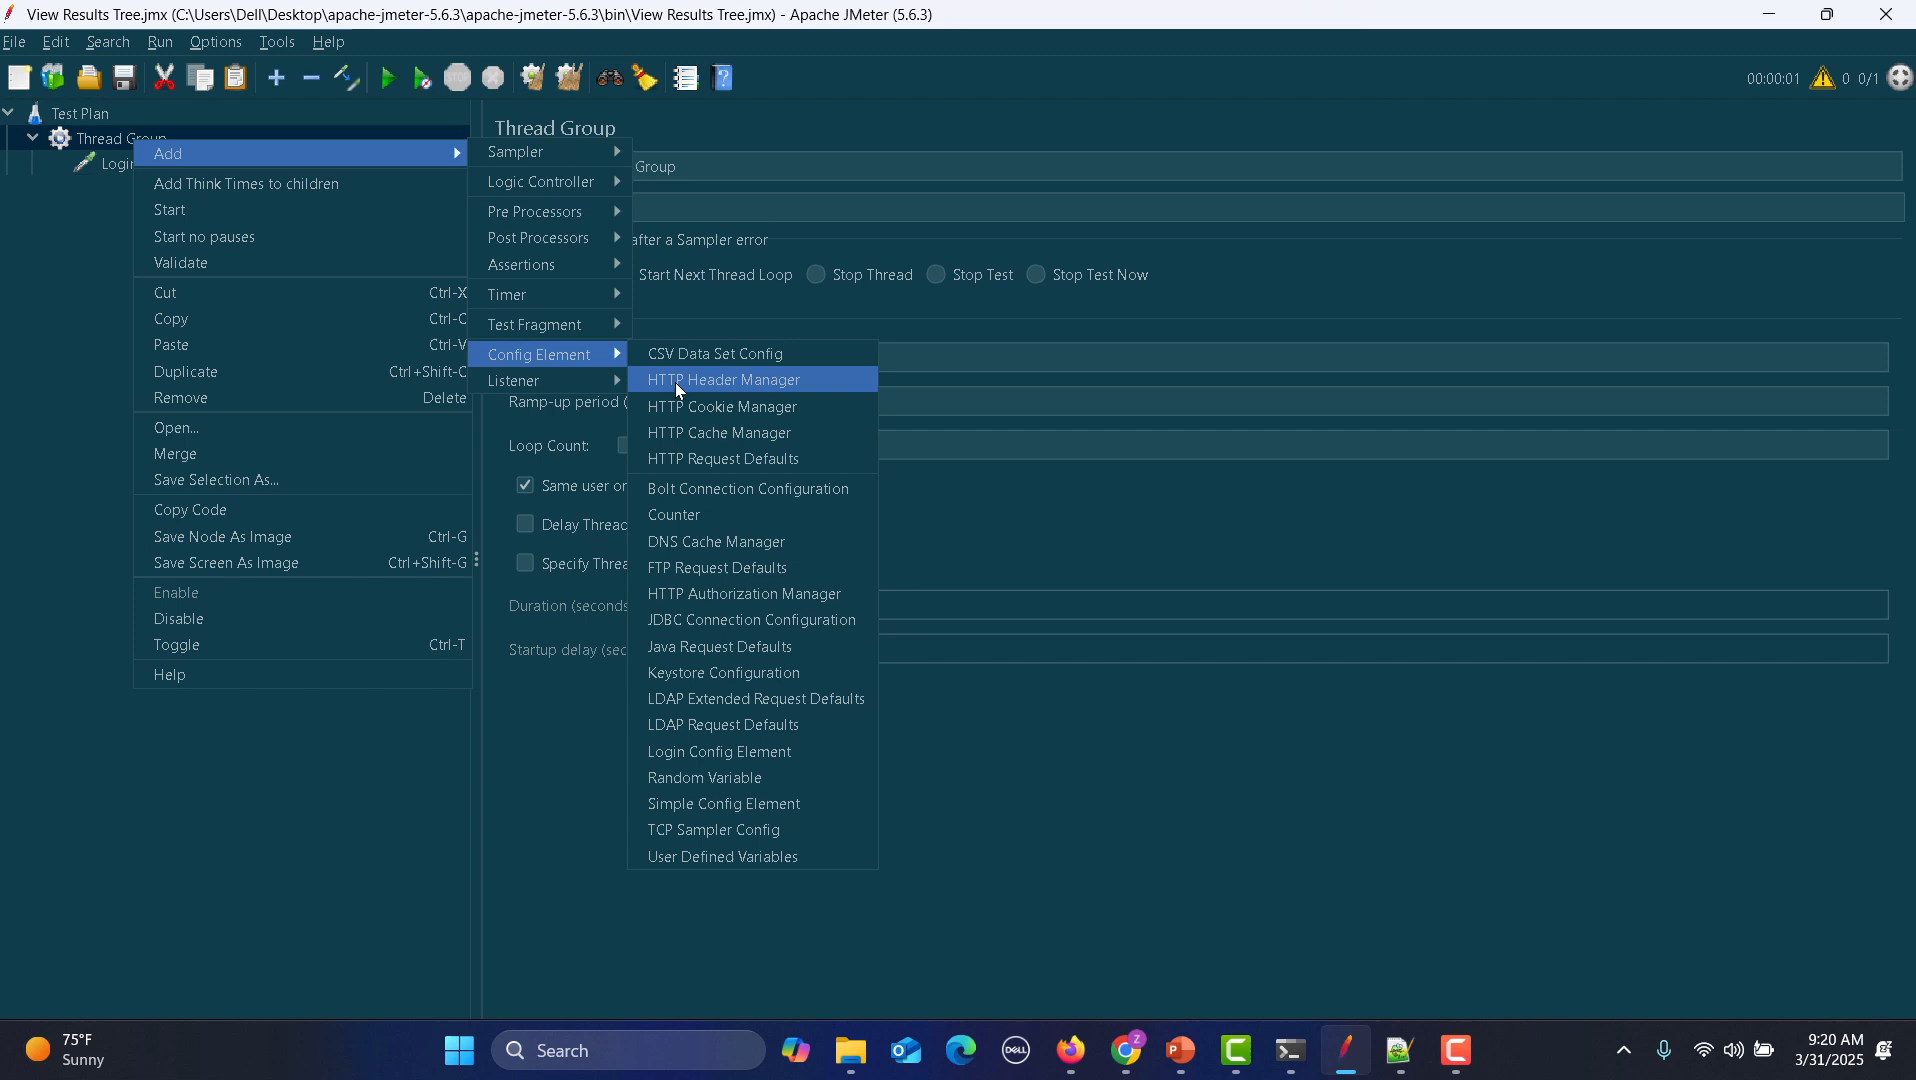 View Results Tree.jmx (C:\Users\Dell\Desktop\apache-jmeter-5.6.3\apache-jmeter-5.6.3\bin\View Results Tree.jmx) - Apache JMeter (5.6.3)
File Edit Search Run Options Tools Help
STOP 00:00:01 0 0/1
Test Plan
Thread Group
Login
Add
Add Think Times to children
Start
Start no pauses
Validate
Cut Ctrl-X
Copy Ctrl-C
Paste Ctrl-V
Duplicate Ctrl+Shift-C
Remove Delete
Open...
Merge
Save Selection As...
Copy Code
Save Node As Image Ctrl-G
Save Screen As Image Ctrl+Shift-G
Enable
Disable
Toggle Ctrl-T
Help
Sampler
Logic Controller
Pre Processors
Post Processors
Assertions
Timer
Test Fragment
Config Element
Listener
CSV Data Set Config
HTTP Header Manager
HTTP Cookie Manager
HTTP Cache Manager
HTTP Request Defaults
Bolt Connection Configuration
Counter
DNS Cache Manager
FTP Request Defaults
HTTP Authorization Manager
JDBC Connection Configuration
Java Request Defaults
Keystore Configuration
LDAP Extended Request Defaults
LDAP Request Defaults
Login Config Element
Random Variable
Simple Config Element
TCP Sampler Config
User Defined Variables
Thread Group
Group
after a Sampler error
Start Next Thread Loop Stop Thread Stop Test Stop Test Now
Ramp-up period (
Loop Count:
Same user on
Delay Thread
Specify Threa
Duration (seconds
Startup delay (sec
75°F
Sunny
Search
DELL
9:20 AM
3/31/2025